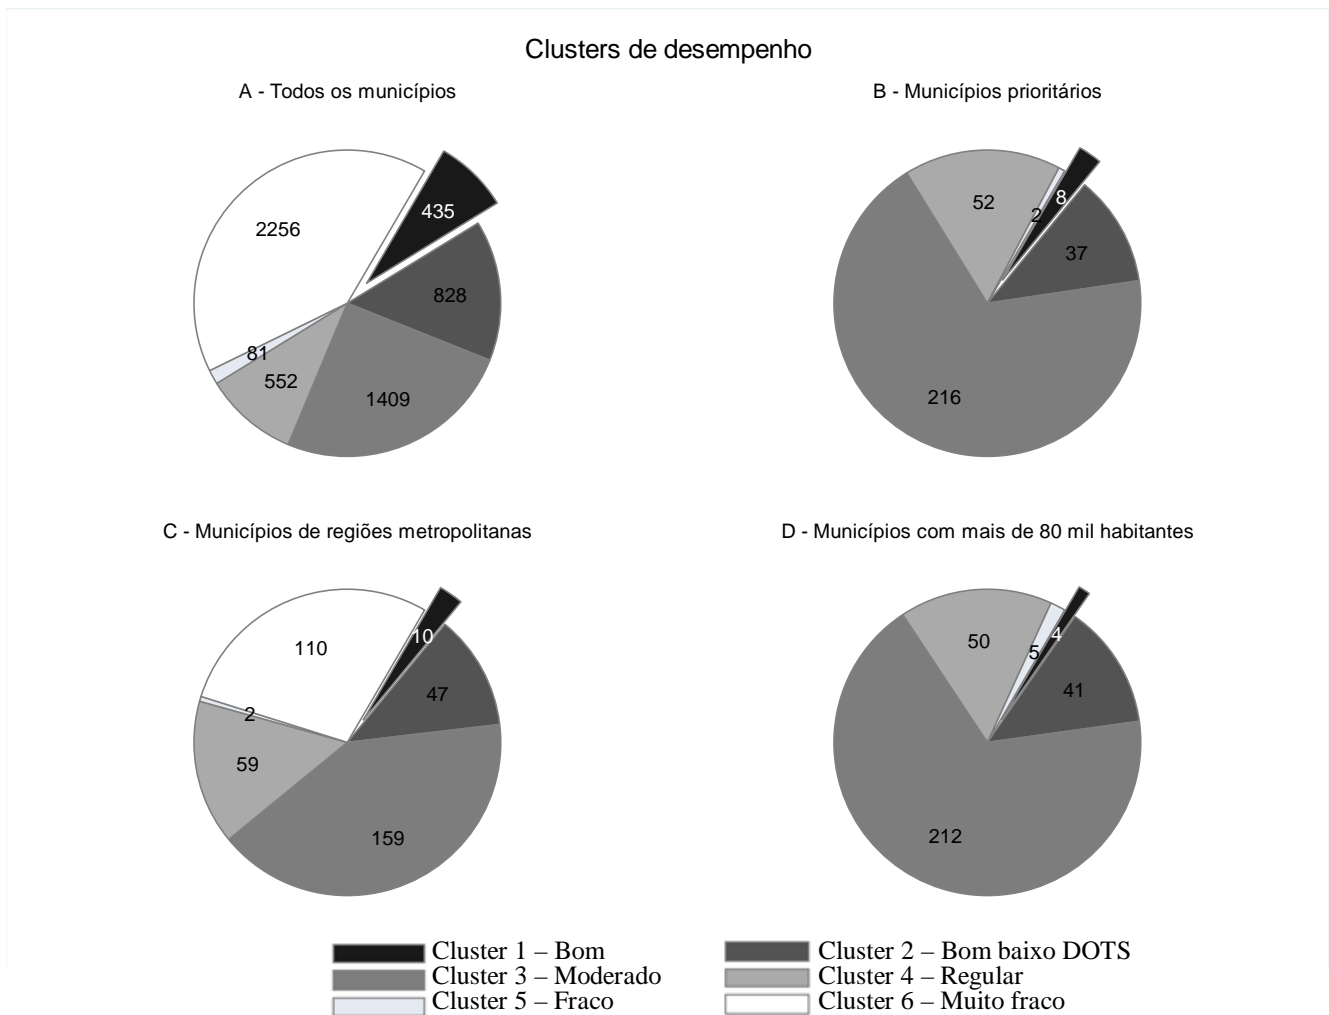 Clusters de desempenho
A - Todos os municípios
435
828
1409
552
81
2256
B - Municípios prioritários
8
37
216
52
2
C - Municípios de regiões metropolitanas
10
47
159
59
2
110
D - Municípios com mais de 80 mil habitantes
4
41
212
50
5
Cluster 1 – Bom
Cluster 2 – Bom baixo DOTS
Cluster 3 – Moderado
Cluster 4 – Regular
Cluster 5 – Fraco
Cluster 6 – Muito fraco